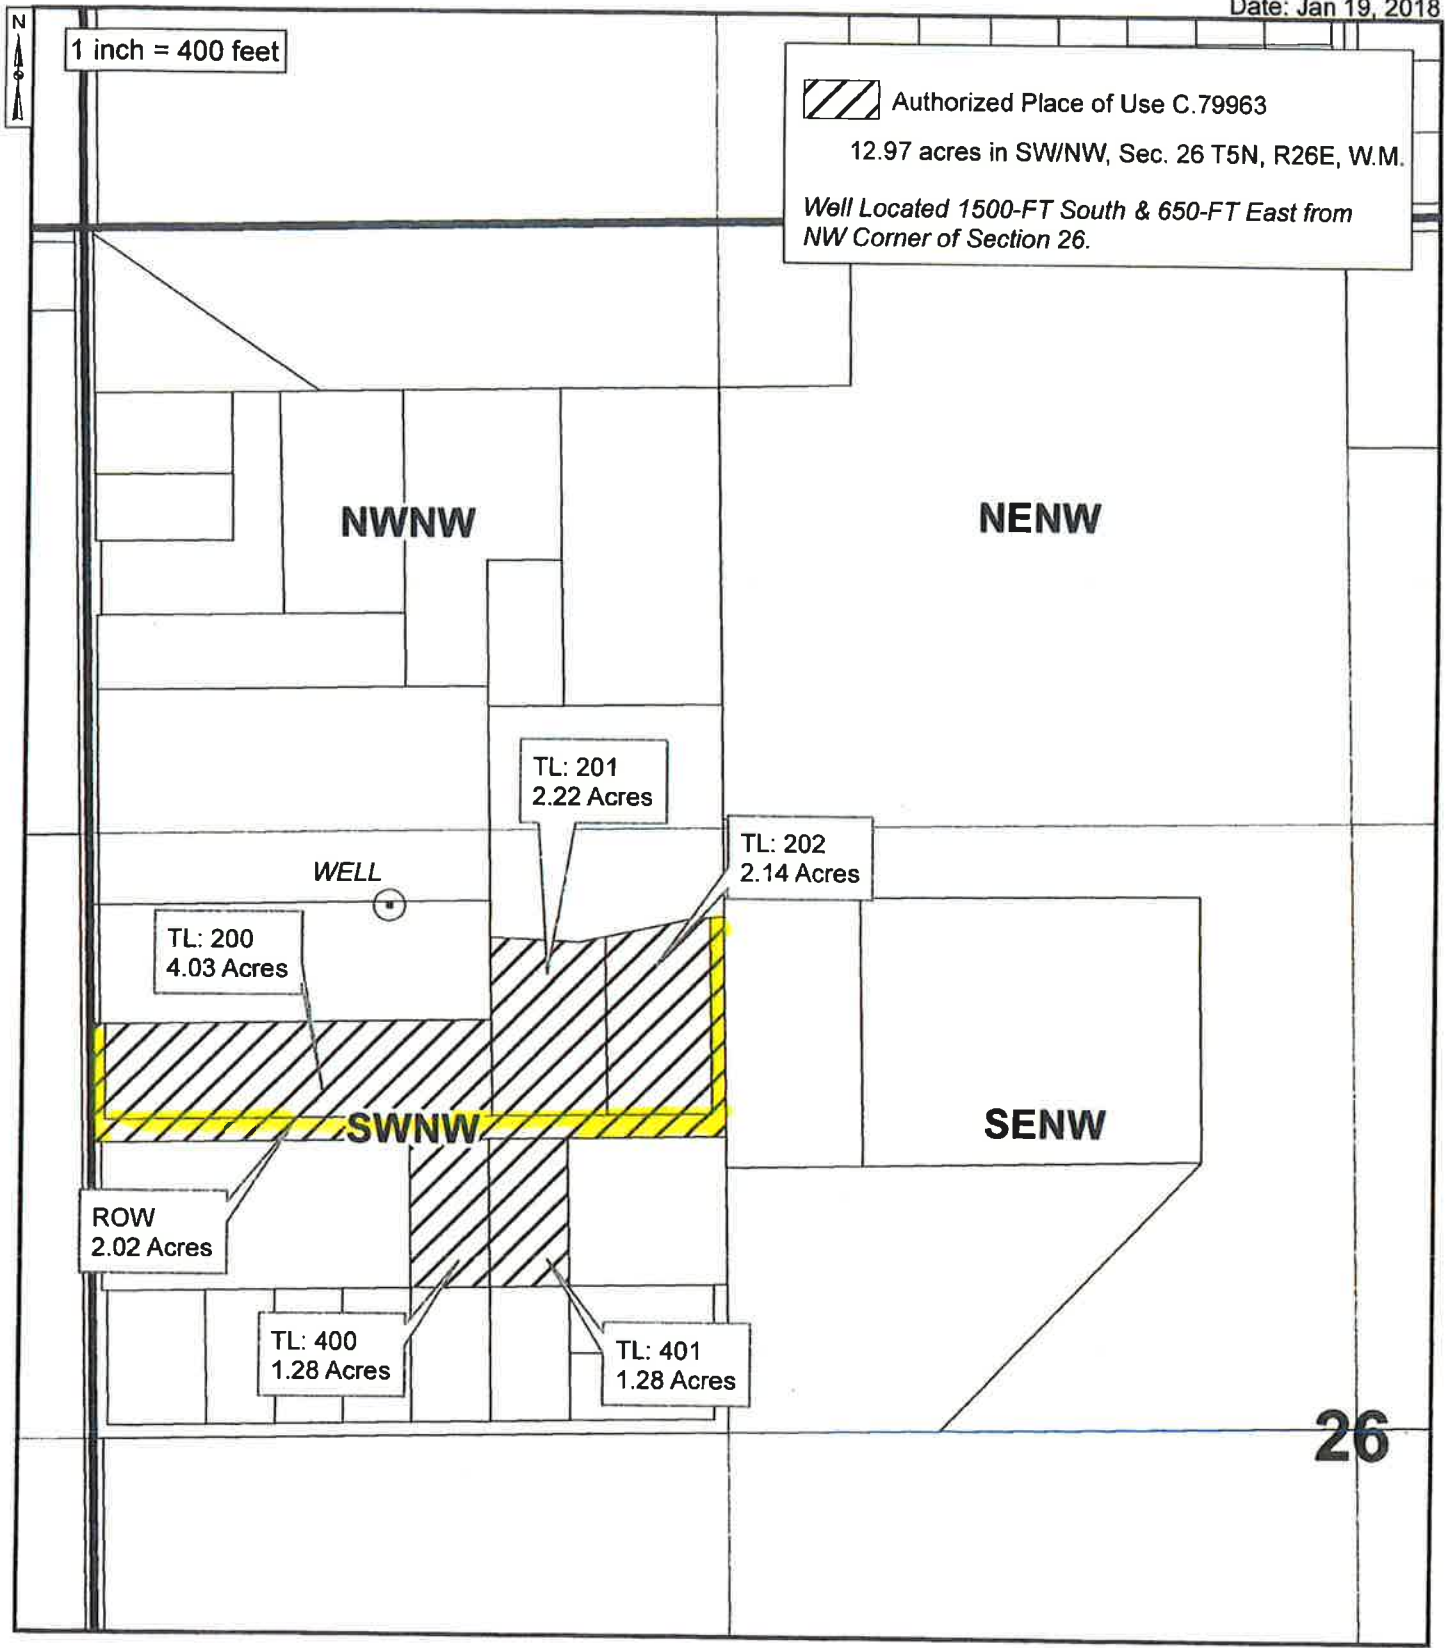 Date: Jan 19, 2018
N
1 inch = 400 feet
Authorized Place of Use C.79963
12.97 acres in SW/NW, Sec. 26 T5N, R26E, W.M.
Well Located 1500-FT South & 650-FT East from
NW Corner of Section 26.
NWNW
NENW
TL: 201
2.22 Acres
TL: 202
2.14 Acres
WELL
TL: 200
4.03 Acres
SWNW
SENW
ROW
2.02 Acres
TL: 400
1.28 Acres
TL: 401
1.28 Acres
26